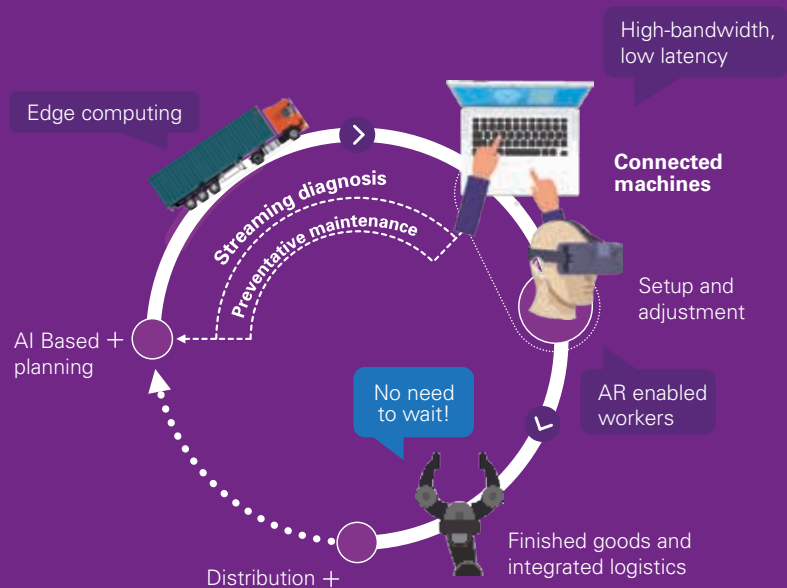 High-bandwidth,
low latency
Edge computing
Connected
machines
Streaming diagnosis
Preventative maintenance
Setup and
adjustment
AI Based +
planning
AR enabled
workers
No need
to wait!
Finished goods and
integrated logistics
Distribution +